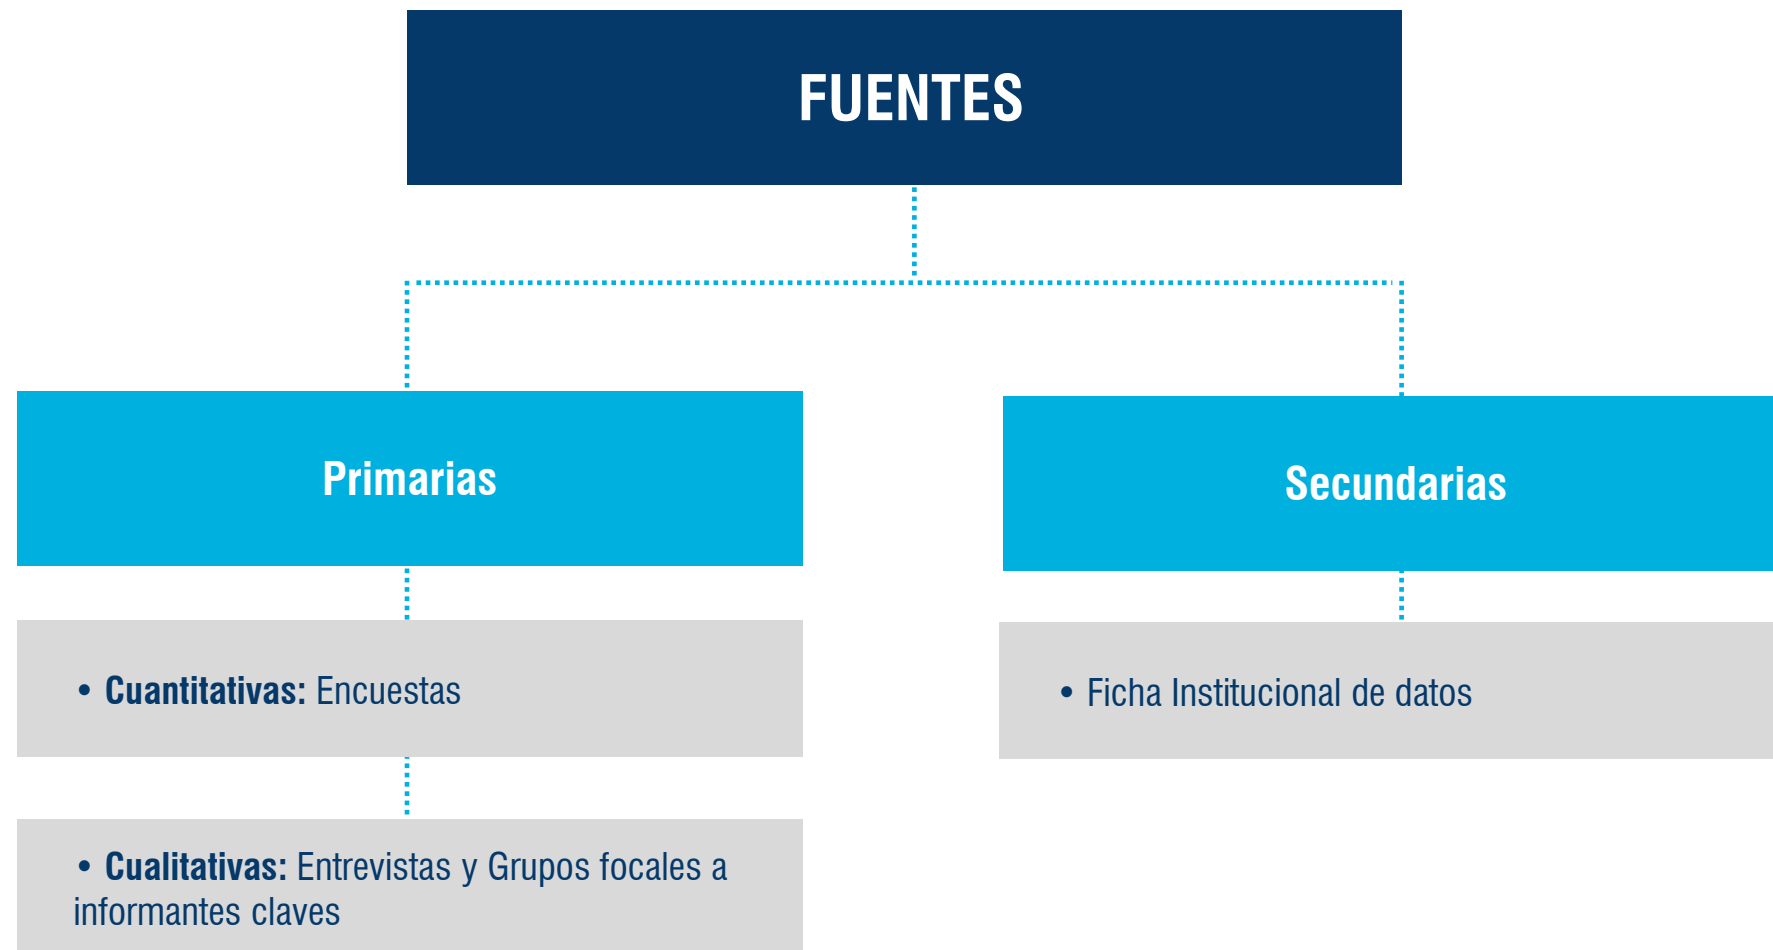 FUENTES
Primarias
Secundarias
• Cuantitativas: Encuestas
• Ficha Institucional de datos
• Cualitativas: Entrevistas y Grupos focales a
informantes claves